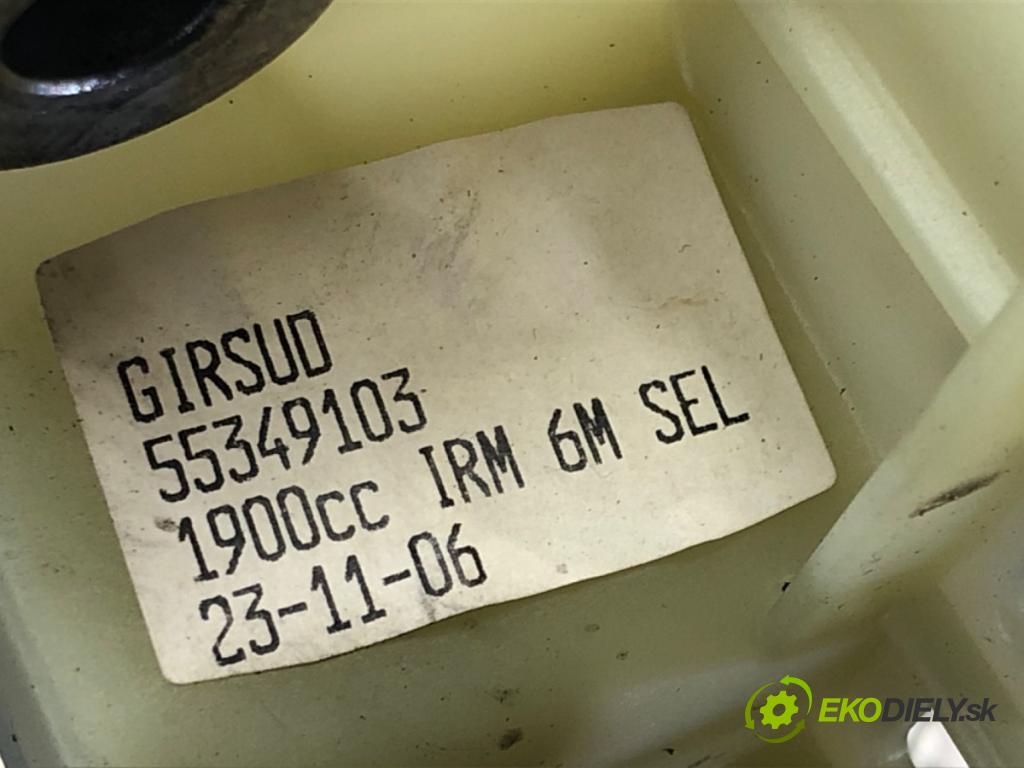 GIRSUD
55349103
1900cc IRM 6M SEL
23-11-06
EKODIELY.sk